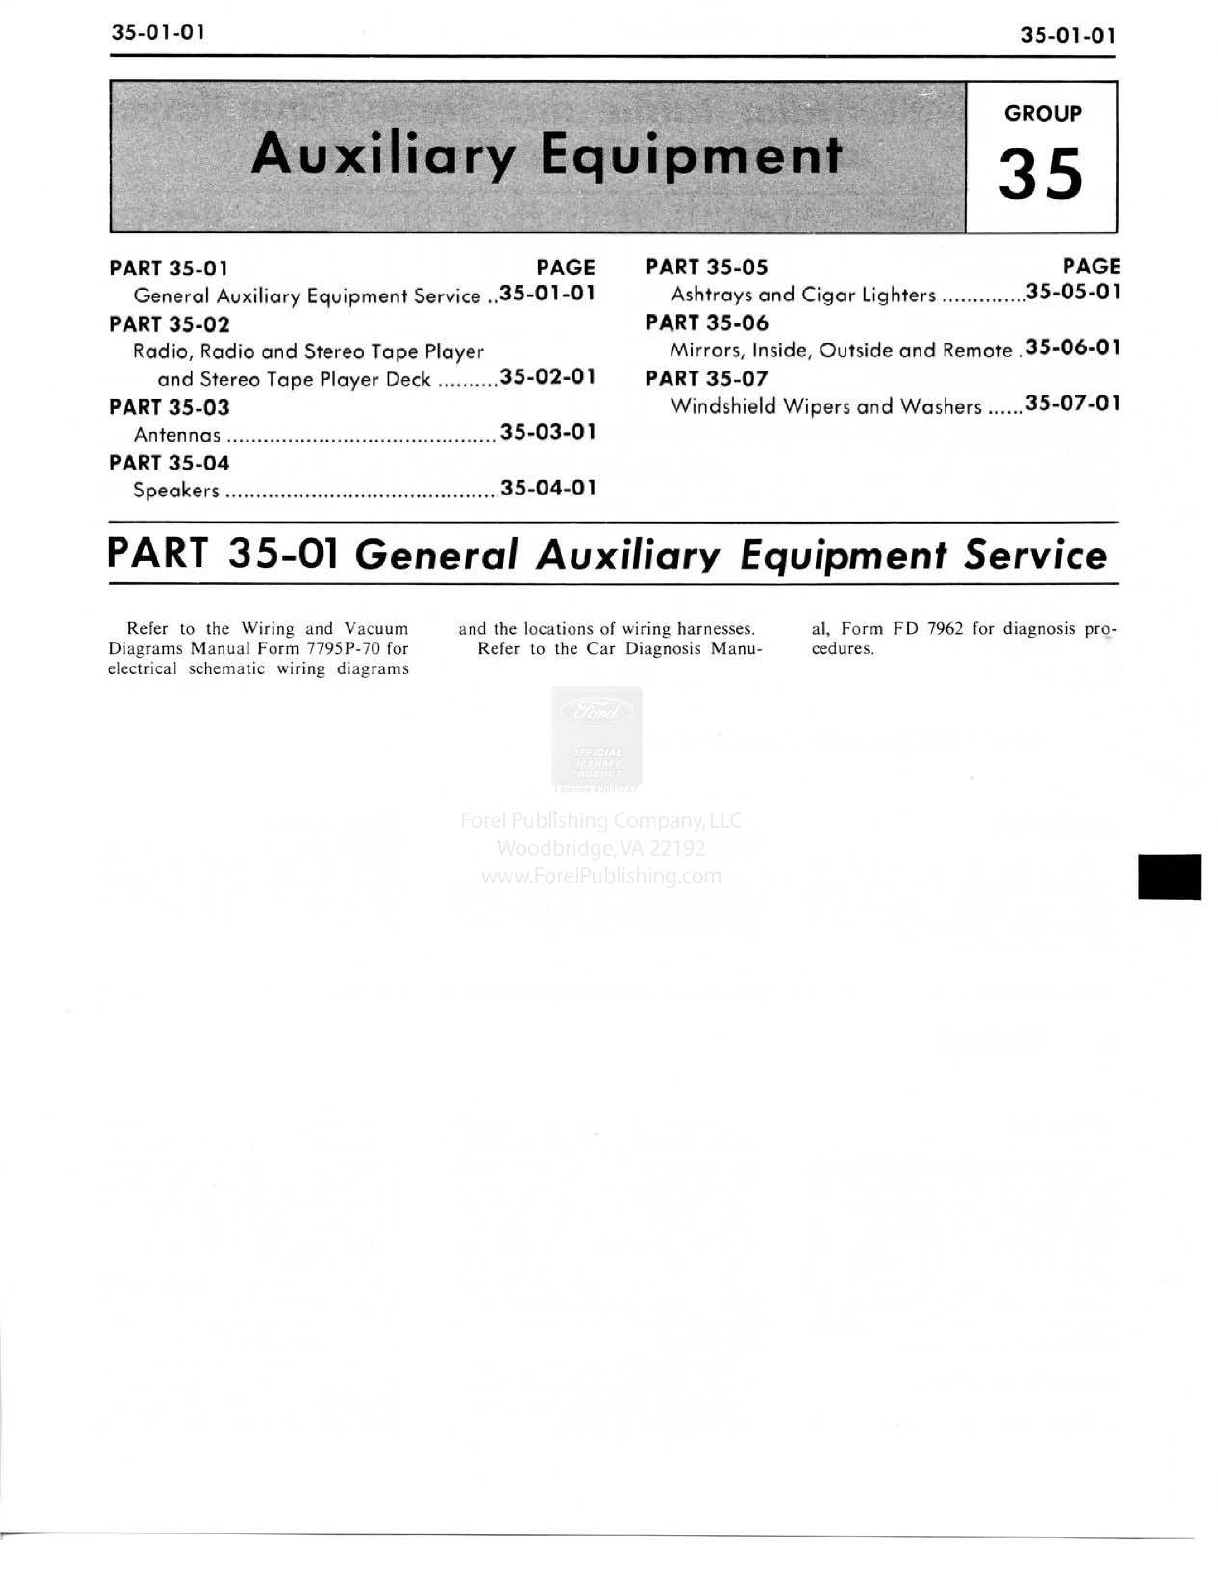 35-01-01
35-01-01
Auxiliary Equipment
GROUP
35
PART 35-01 PAGE
General Auxiliary Equipment Service ..35-01-01
PART 35-02
Radio, Radio and Stereo Tape Player
and Stereo Tape Player Deck ..........35-02-01
PART 35-03
Antennas ............................................35-03-01
PART 35-04
Speakers ............................................35-04-01
PART 35-05 PAGE
Ashtrays and Cigar Lighters ..............35-05-01
PART 35-06
Mirrors, Inside, Outside and Remote .35-06-01
PART 35-07
Windshield Wipers and Washers ......35-07-01
PART 35-01 General Auxiliary Equipment Service
Refer to the Wiring and Vacuum
Diagrams Manual Form 7795P-70 for
electrical schematic wiring diagrams
and the locations of wiring harnesses.
Refer to the Car Diagnosis Manu-
al, Form FD 7962 for diagnosis pro-
cedures.
Ford
OFFICIAL
LICENSED
PRODUCT
Forel Publishing Company, LLC
Woodbridge, VA 22192
www.ForelPublishing.com